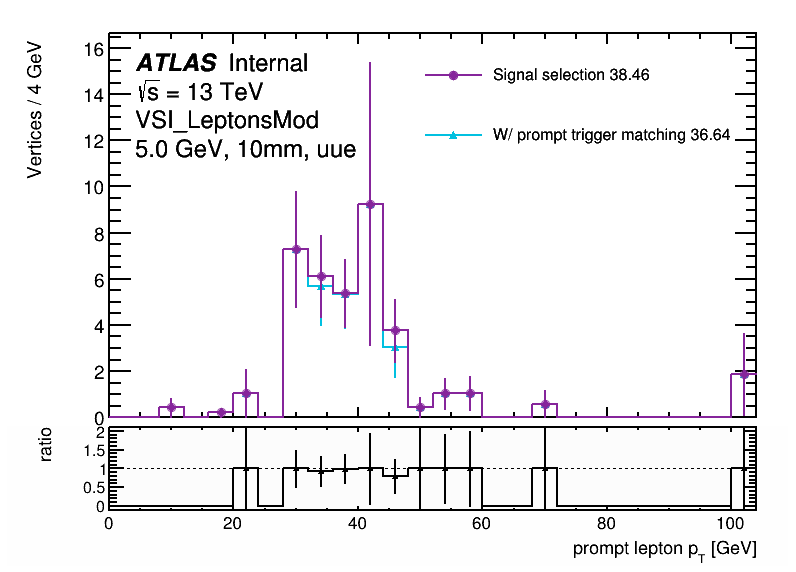 ATLAS Internal
√s = 13 TeV
VSI_LeptonsMod
5.0 GeV, 10mm, uue
Signal selection 38.46
W/ prompt trigger matching 36.64
Vertices / 4 GeV
16
14
12
10
8
6
4
2
0
ratio
2
1.5
1
0.5
0
0 20 40 60 80 100
prompt lepton pT [GeV]